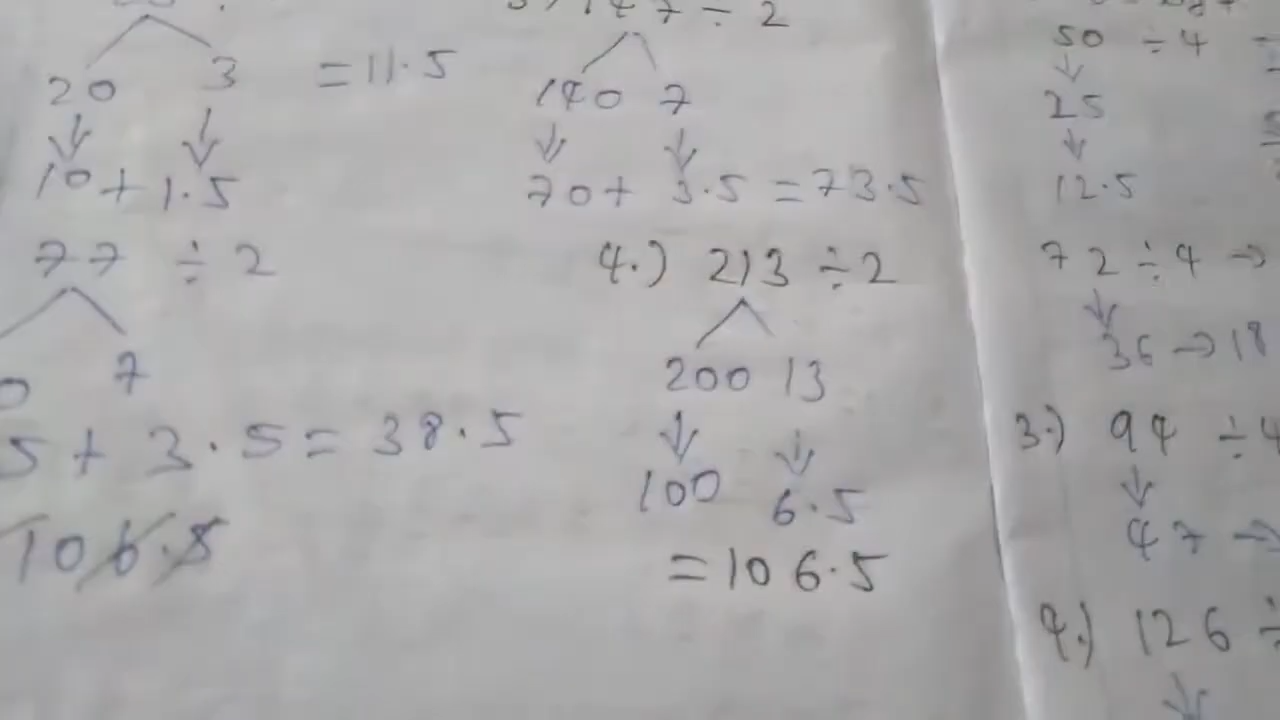 20 3 = 11.5
10 + 1.5
77 ÷ 2
7
5 + 3.5 = 38.5
106.5
147 ÷ 2
140 7
70 + 3.5 = 73.5
4.) 213 ÷ 2
200 13
100 6.5
= 106.5
50 ÷ 4
25
12.5
72 ÷ 4 →
36 → 18
3.) 94 ÷ 4
47 →
4.) 126 ÷